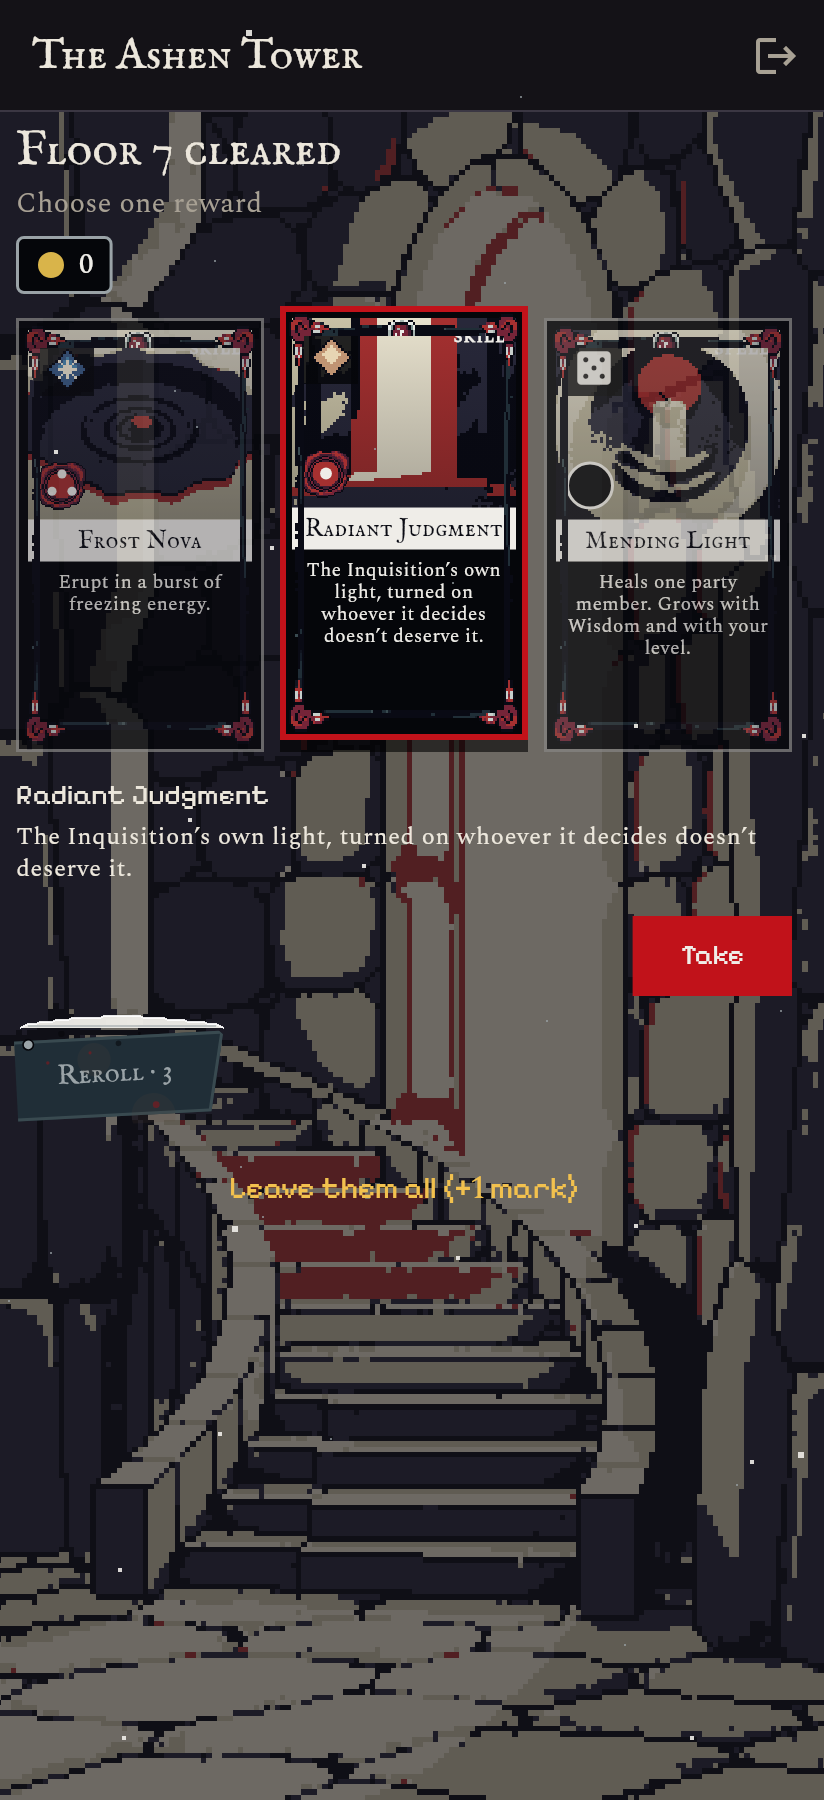 The Ashen Tower
Floor 7 cleared
Choose one reward
0
SKILL
SKILL
Frost Nova
Radiant Judgment
Mending Light
Erupt in a burst of
freezing energy.
The Inquisition's own
light, turned on
whoever it decides
doesn't deserve it.
Heals one party
member. Grows with
Wisdom and with your
level.
Radiant Judgment
The Inquisition's own light, turned on whoever it decides doesn't
deserve it.
Take
Reroll · 3
Leave them all (+1 mark)